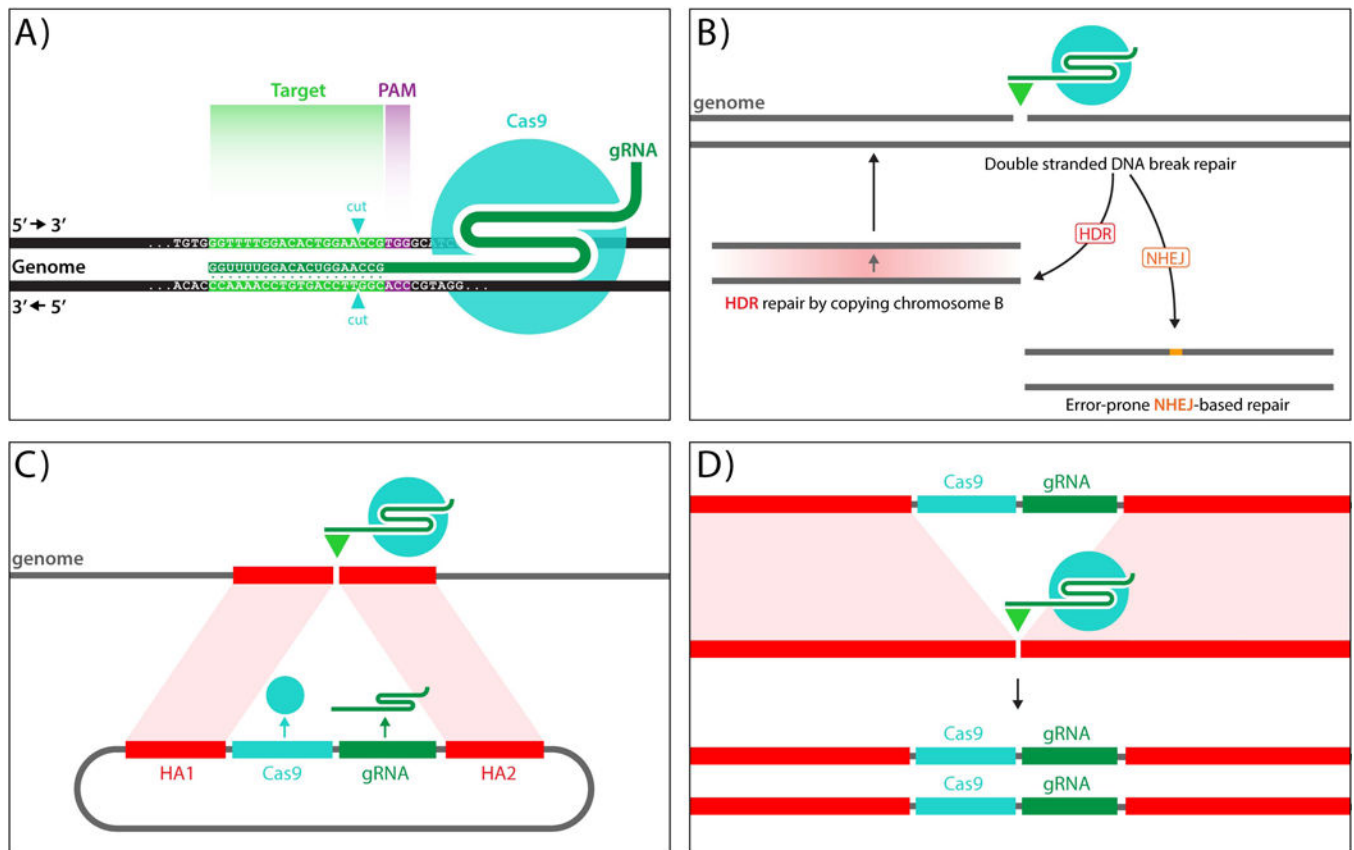 A)
Target
PAM
Cas9
gRNA
cut
5' → 3'
...TGTGGGTTTTGGACACTGGAACCGTGGGCATC
Genome
GGUUUUGGACACUGGAACCG
...ACACCCAAAACCTGTGACCTTGGCACCCGTAGG...
3' ← 5'
cut
B)
genome
Double stranded DNA break repair
HDR
NHEJ
HDR repair by copying chromosome B
Error-prone NHEJ-based repair
C)
genome
HA1
Cas9
gRNA
HA2
D)
Cas9
gRNA
Cas9
gRNA
Cas9
gRNA